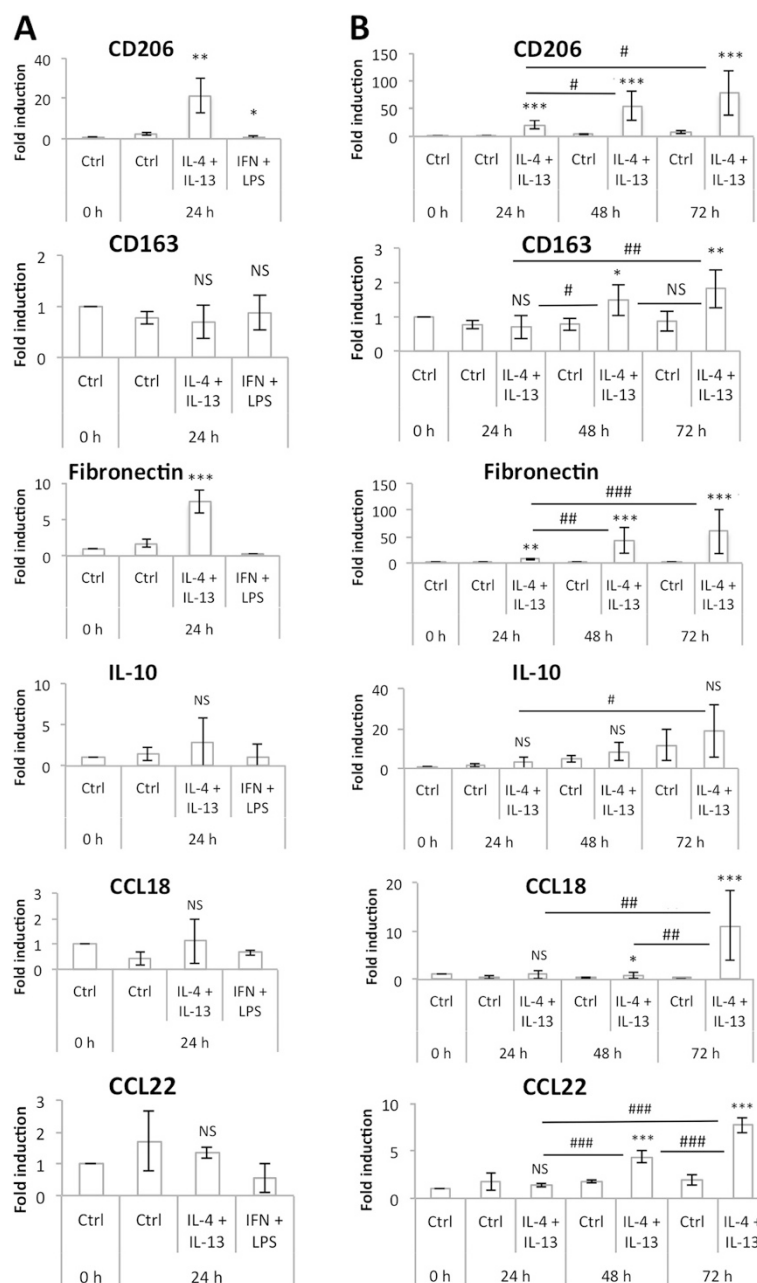 A
CD206
Fold induction
40
20
0
**
*
Ctrl Ctrl IL-4 + IL-13 IFN + LPS
0 h 24 h
CD163
Fold induction
2
1
0
NS NS
Ctrl Ctrl IL-4 + IL-13 IFN + LPS
0 h 24 h
Fibronectin
Fold induction
10
5
0
***
Ctrl Ctrl IL-4 + IL-13 IFN + LPS
0 h 24 h
IL-10
Fold induction
10
5
0
NS
Ctrl Ctrl IL-4 + IL-13 IFN + LPS
0 h 24 h
CCL18
Fold induction
3
2
1
0
NS
Ctrl Ctrl IL-4 + IL-13 IFN + LPS
0 h 24 h
CCL22
Fold induction
3
2
1
0
NS
Ctrl Ctrl IL-4 + IL-13 IFN + LPS
0 h 24 h
B
CD206
Fold induction
150
100
50
0
#
#
*** *** ***
Ctrl Ctrl IL-4 + IL-13 Ctrl IL-4 + IL-13 Ctrl IL-4 + IL-13
0 h 24 h 48 h 72 h
CD163
Fold induction
3
2
1
0
##
# NS
NS * **
Ctrl Ctrl IL-4 + IL-13 Ctrl IL-4 + IL-13 Ctrl IL-4 + IL-13
0 h 24 h 48 h 72 h
Fibronectin
Fold induction
150
100
50
0
###
##
** *** ***
Ctrl Ctrl IL-4 + IL-13 Ctrl IL-4 + IL-13 Ctrl IL-4 + IL-13
0 h 24 h 48 h 72 h
IL-10
Fold induction
40
20
0
#
NS NS NS
Ctrl Ctrl IL-4 + IL-13 Ctrl IL-4 + IL-13 Ctrl IL-4 + IL-13
0 h 24 h 48 h 72 h
CCL18
Fold induction
20
10
0
##
##
NS * ***
Ctrl Ctrl IL-4 + IL-13 Ctrl IL-4 + IL-13 Ctrl IL-4 + IL-13
0 h 24 h 48 h 72 h
CCL22
Fold induction
10
5
0
###
### ###
NS *** ***
Ctrl Ctrl IL-4 + IL-13 Ctrl IL-4 + IL-13 Ctrl IL-4 + IL-13
0 h 24 h 48 h 72 h